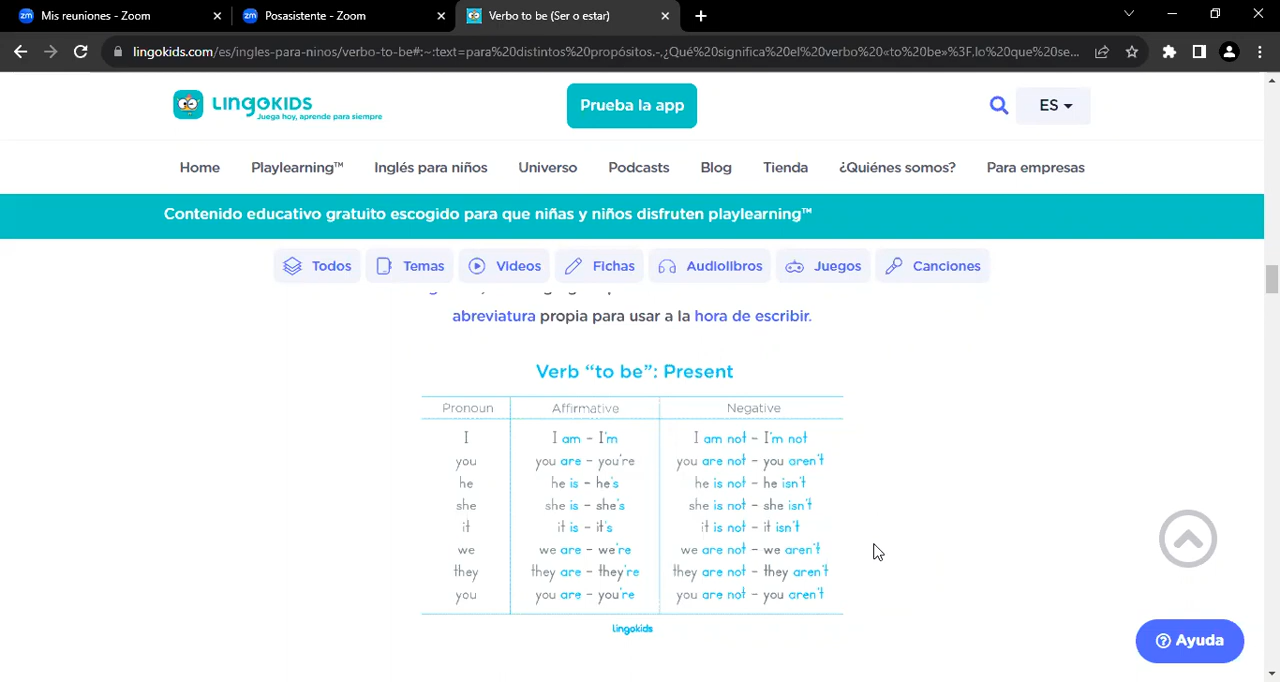 Mis reuniones - Zoom
Posasistente - Zoom
Verbo to be (Ser o estar)
lingokids.com/es/ingles-para-ninos/verbo-to-be#:~:text=para%20distintos%20propósitos.-,¿Qué%20significa%20el%20verbo%20«to%20be»%3F,lo%20que%20se...
LINGOKIDS
Juega hoy, aprende para siempre
Prueba la app
ES
Home Playlearning™ Inglés para niños Universo Podcasts Blog Tienda ¿Quiénes somos? Para empresas
Contenido educativo gratuito escogido para que niñas y niños disfruten playlearning™
Todos Temas Videos Fichas Audiolibros Juegos Canciones
abreviatura propia para usar a la hora de escribir.
Verb “to be”: Present
Pronoun Affirmative Negative
I I am – I'm I am not – I'm not
you you are – you're you are not – you aren't
he he is – he's he is not – he isn't
she she is – she's she is not – she isn't
it it is – it's it is not – it isn't
we we are – we're we are not – we aren't
they they are – they're they are not – they aren't
you you are – you're you are not – you aren't
lingokids
Ayuda